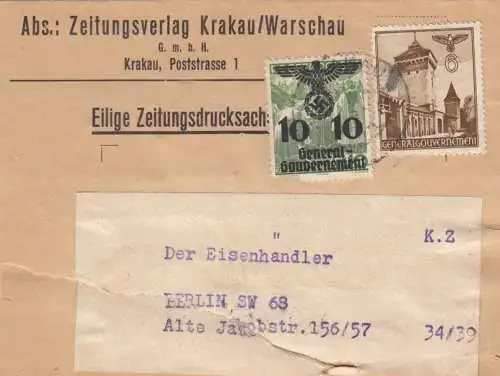 Abs.: Zeitungsverlag Krakau/Warschau
G. m. b. H.
Krakau, Poststrasse 1
Eilige Zeitungsdrucksach
10 10
General-
Gouvernement
6
GENERALGOUVERNEMENT
" K.Z
Der Eisenhändler
BERLIN SW 68
Alte Jakobstr.156/57 34/39